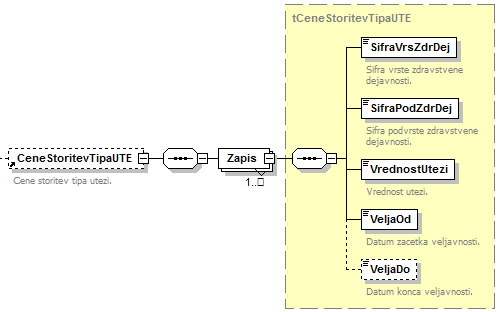 tCeneStoritevTipaUTE
SifraVrsZdrDej
Sifra vrste zdravstvene
dejavnosti.
SifraPodZdrDej
Sifra podvrste zdravstvene
dejavnosti.
CeneStoritevTipaUTE
Cene storitev tipa utezi.
Zapis
1..
VrednostUtezi
Vrednost utezi.
VeljaOd
Datum zacetka veljavnosti.
VeljaDo
Datum konca veljavnosti.